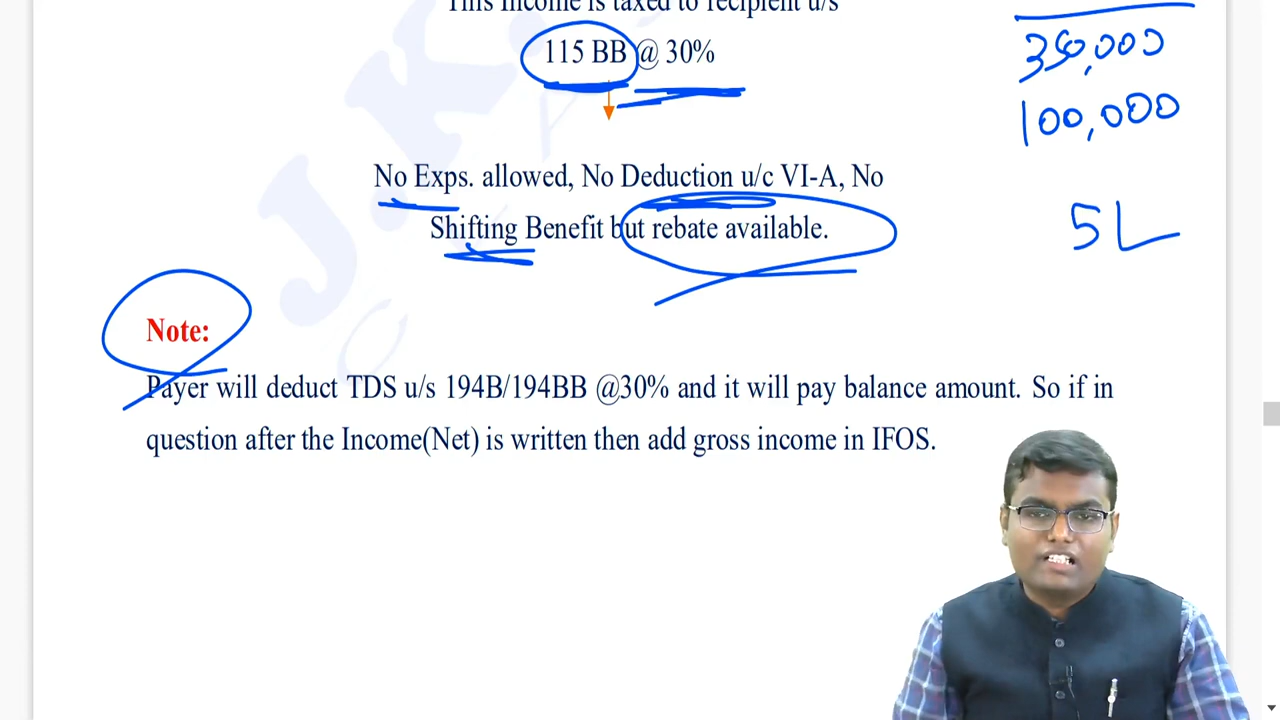 This Income is taxed to recipient u/s
115 BB @ 30%
350,000
100,000
No Exps. allowed, No Deduction u/c VI-A, No
Shifting Benefit but rebate available.
5L
Note:
Payer will deduct TDS u/s 194B/194BB @30% and it will pay balance amount. So if in
question after the Income(Net) is written then add gross income in IFOS.
J.K.